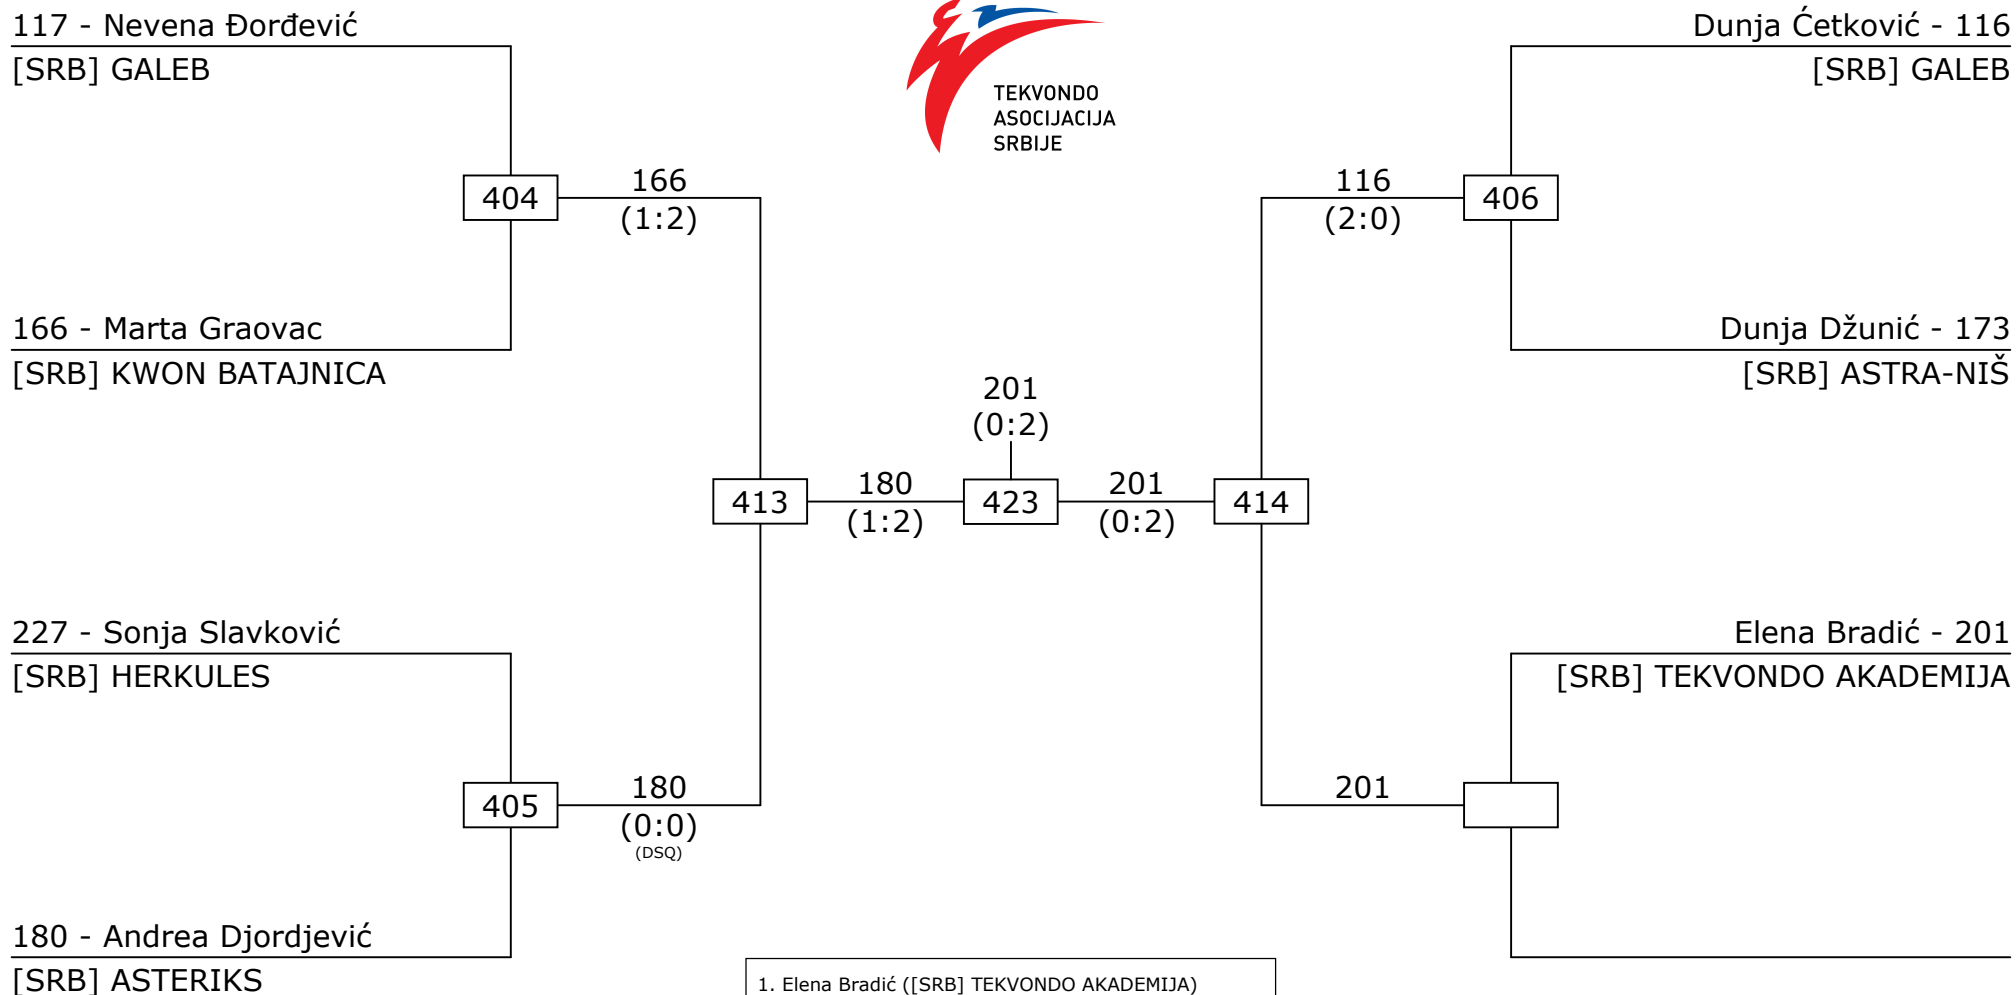 117 - Nevena Đorđević
[SRB] GALEB
TEKVONDO
ASOCIJACIJA
SRBIJE
Dunja Ćetković - 116
[SRB] GALEB
404
166
(1:2)
116
(2:0)
406
166 - Marta Graovac
[SRB] KWON BATAJNICA
Dunja Džunić - 173
[SRB] ASTRA-NIŠ
201
(0:2)
413
180
(1:2)
423
201
(0:2)
414
227 - Sonja Slavković
[SRB] HERKULES
Elena Bradić - 201
[SRB] TEKVONDO AKADEMIJA
405
180
(0:0)
(DSQ)
201
180 - Andrea Djordjević
[SRB] ASTERIKS
1. Elena Bradić ([SRB] TEKVONDO AKADEMIJA)